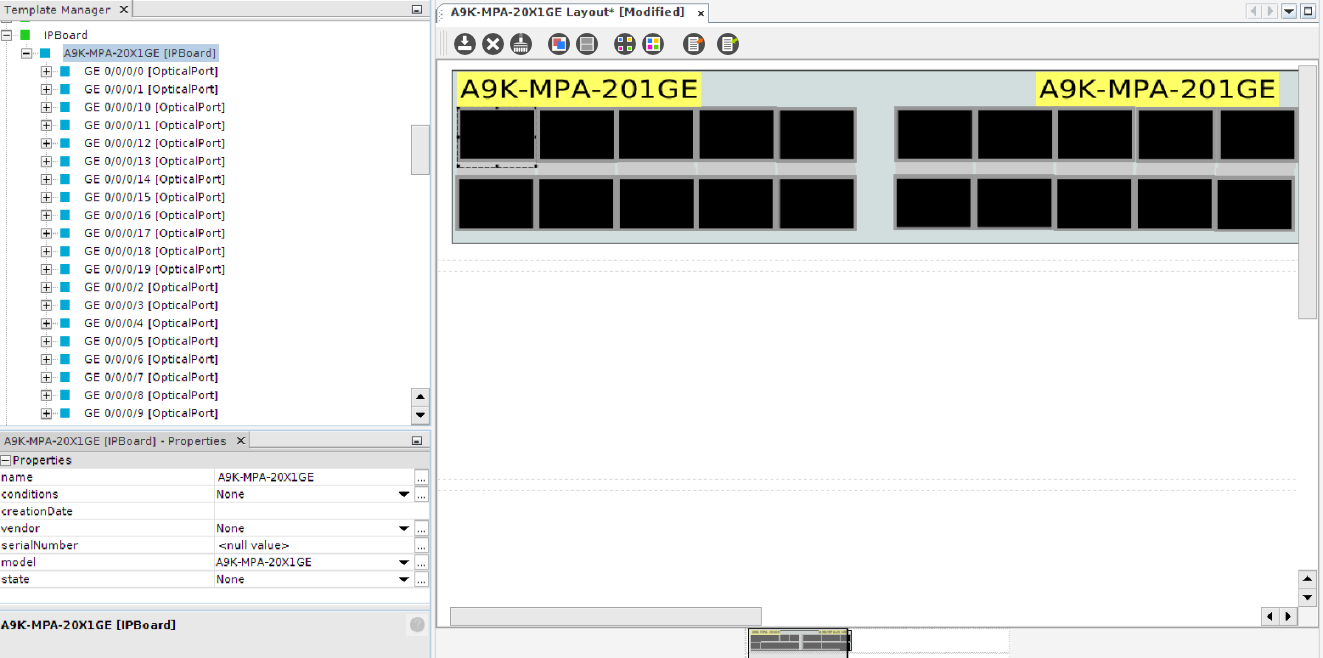 Template Manager
IPBoard
A9K-MPA-20X1GE [IPBoard]
GE 0/0/0/0 [OpticalPort]
GE 0/0/0/1 [OpticalPort]
GE 0/0/0/10 [OpticalPort]
GE 0/0/0/11 [OpticalPort]
GE 0/0/0/12 [OpticalPort]
GE 0/0/0/13 [OpticalPort]
GE 0/0/0/14 [OpticalPort]
GE 0/0/0/15 [OpticalPort]
GE 0/0/0/16 [OpticalPort]
GE 0/0/0/17 [OpticalPort]
GE 0/0/0/18 [OpticalPort]
GE 0/0/0/19 [OpticalPort]
GE 0/0/0/2 [OpticalPort]
GE 0/0/0/3 [OpticalPort]
GE 0/0/0/4 [OpticalPort]
GE 0/0/0/5 [OpticalPort]
GE 0/0/0/6 [OpticalPort]
GE 0/0/0/7 [OpticalPort]
GE 0/0/0/8 [OpticalPort]
GE 0/0/0/9 [OpticalPort]
A9K-MPA-20X1GE [IPBoard] - Properties
Properties
name A9K-MPA-20X1GE ...
conditions None ...
creationDate
vendor None ...
serialNumber <null value> ...
model A9K-MPA-20X1GE ...
state None ...
A9K-MPA-20X1GE [IPBoard]
A9K-MPA-20X1GE Layout* [Modified]
A9K-MPA-201GE A9K-MPA-201GE